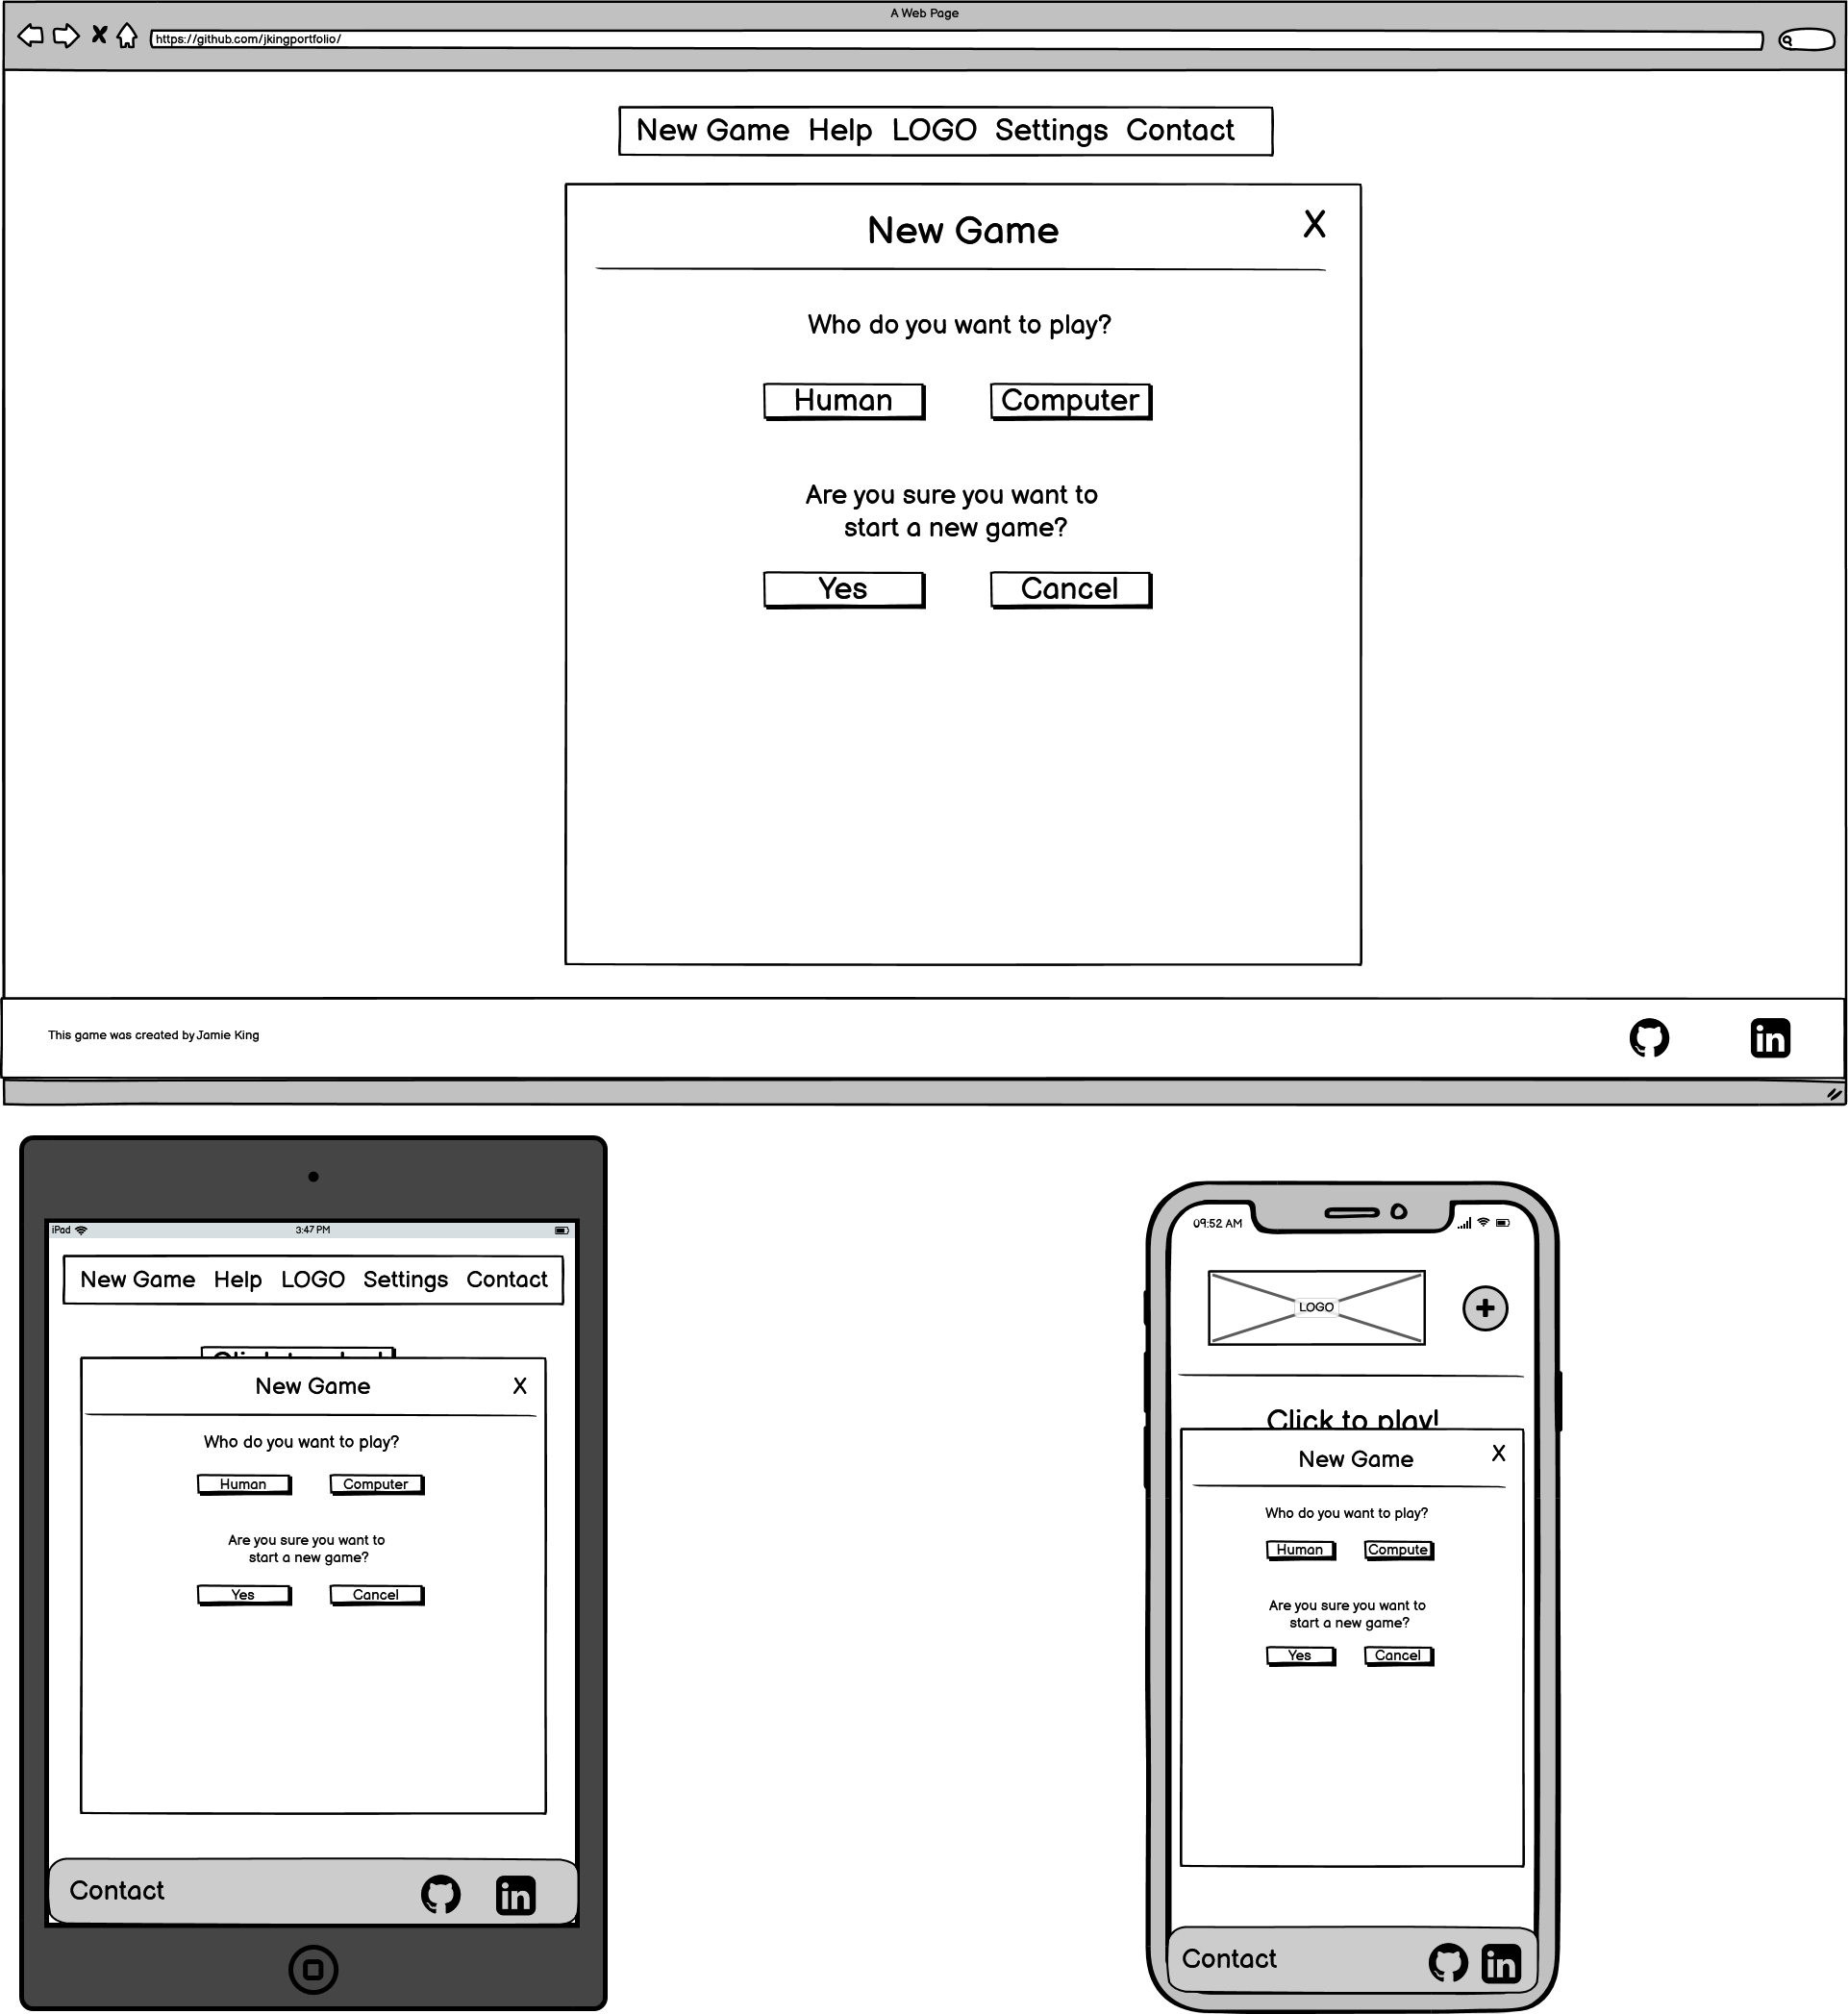 A Web Page
https://github.com/jkingportfolio/
New Game Help LOGO Settings Contact
New Game X
Who do you want to play?
Human Computer
Are you sure you want to
start a new game?
Yes Cancel
This game was created by Jamie King
in
iPad 3:47 PM
New Game Help LOGO Settings Contact
New Game X
Who do you want to play?
Human Computer
Are you sure you want to
start a new game?
Yes Cancel
Contact in
09:52 AM
LOGO
Click to play!
New Game X
Who do you want to play?
Human Compute
Are you sure you want to
start a new game?
Yes Cancel
Contact in